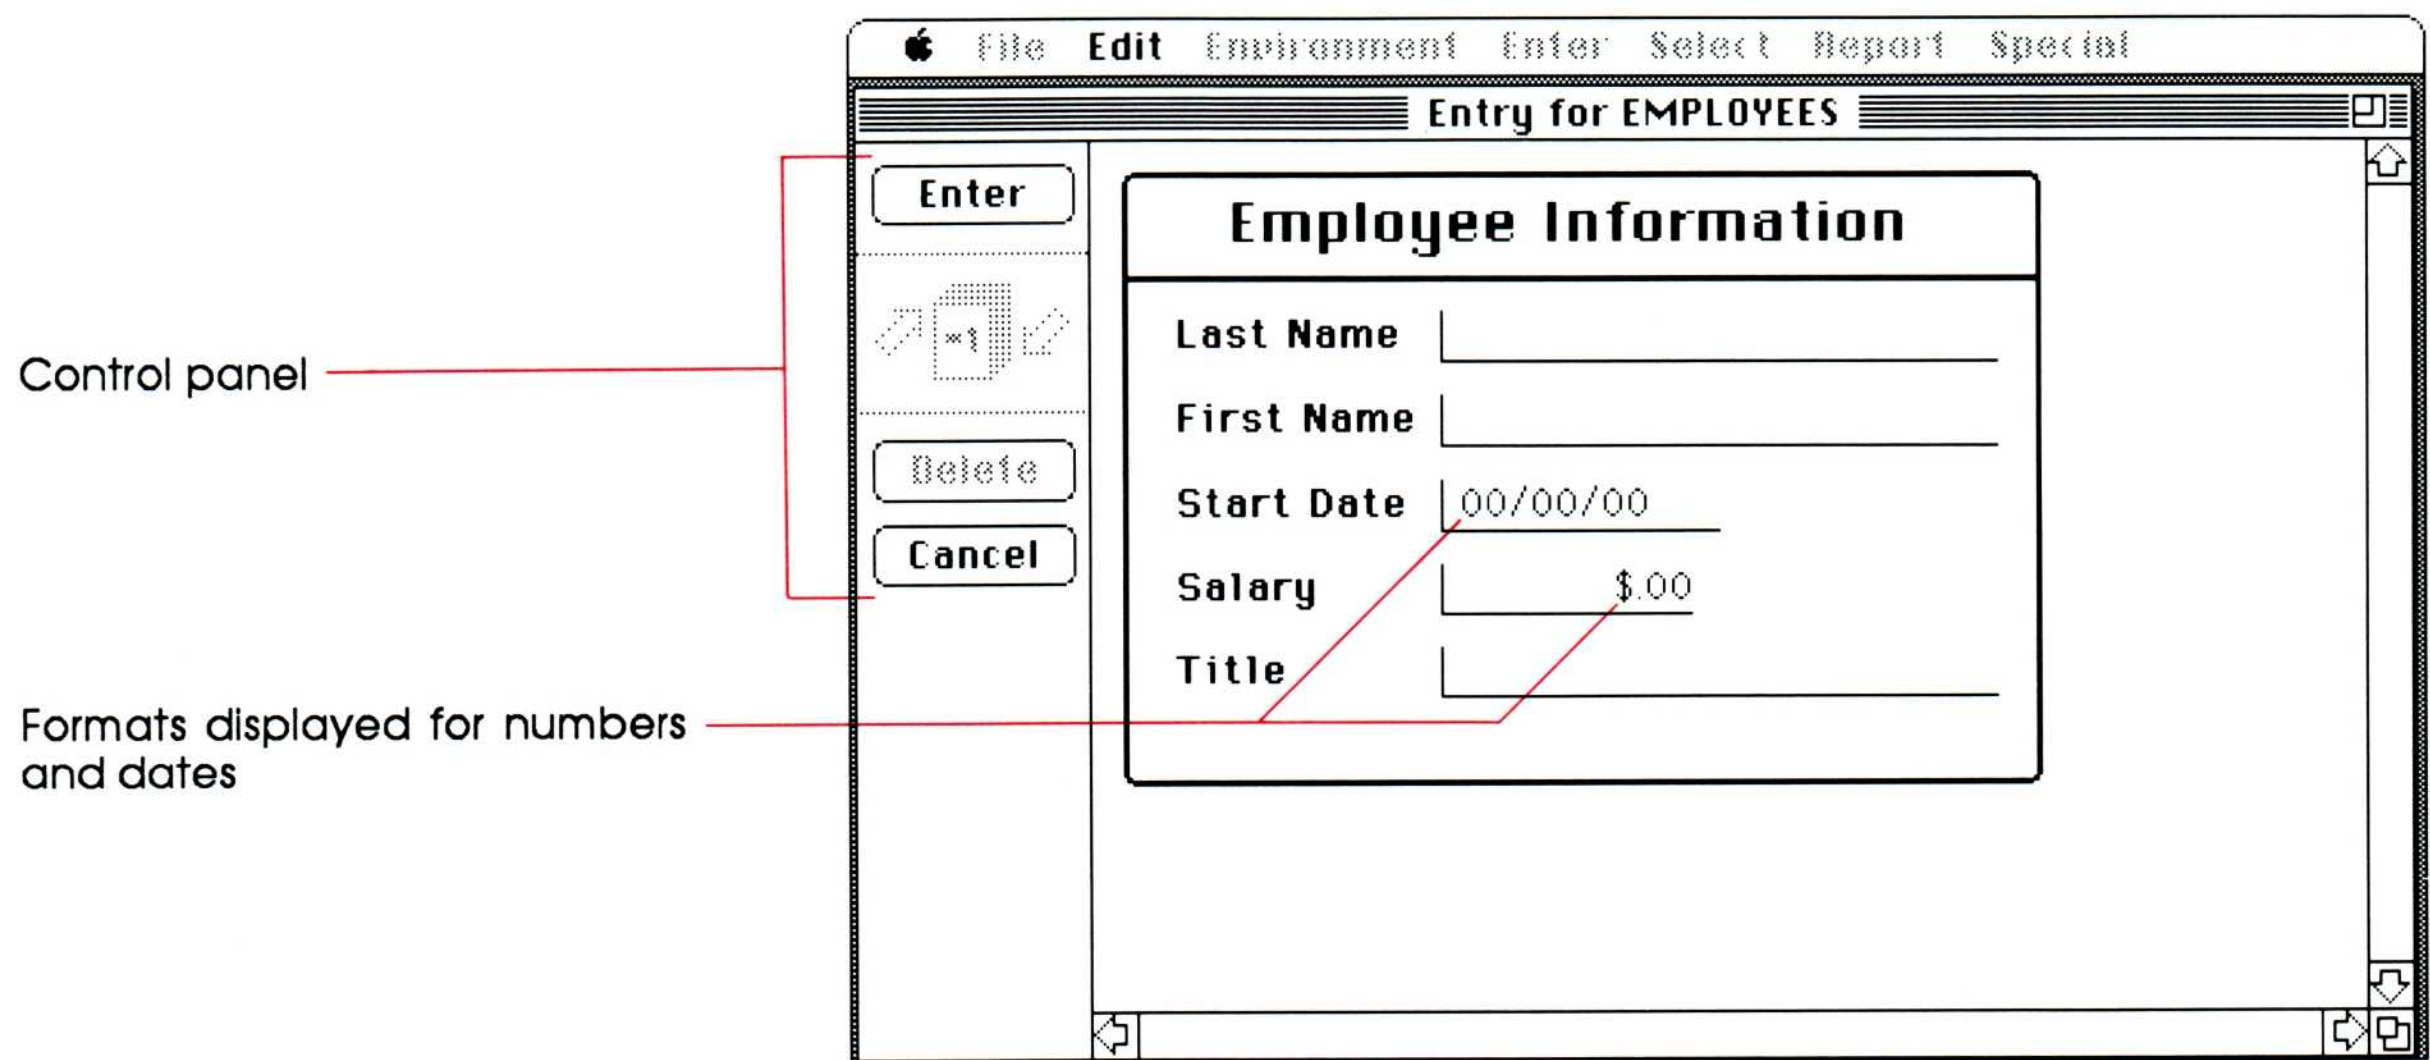 File Edit Environment Enter Select Report Special
Entry for EMPLOYEES
Enter
Employee Information
Last Name
Control panel
First Name
Delete
Start Date 00/00/00
Cancel
Salary $.00
Title
Formats displayed for numbers
and dates